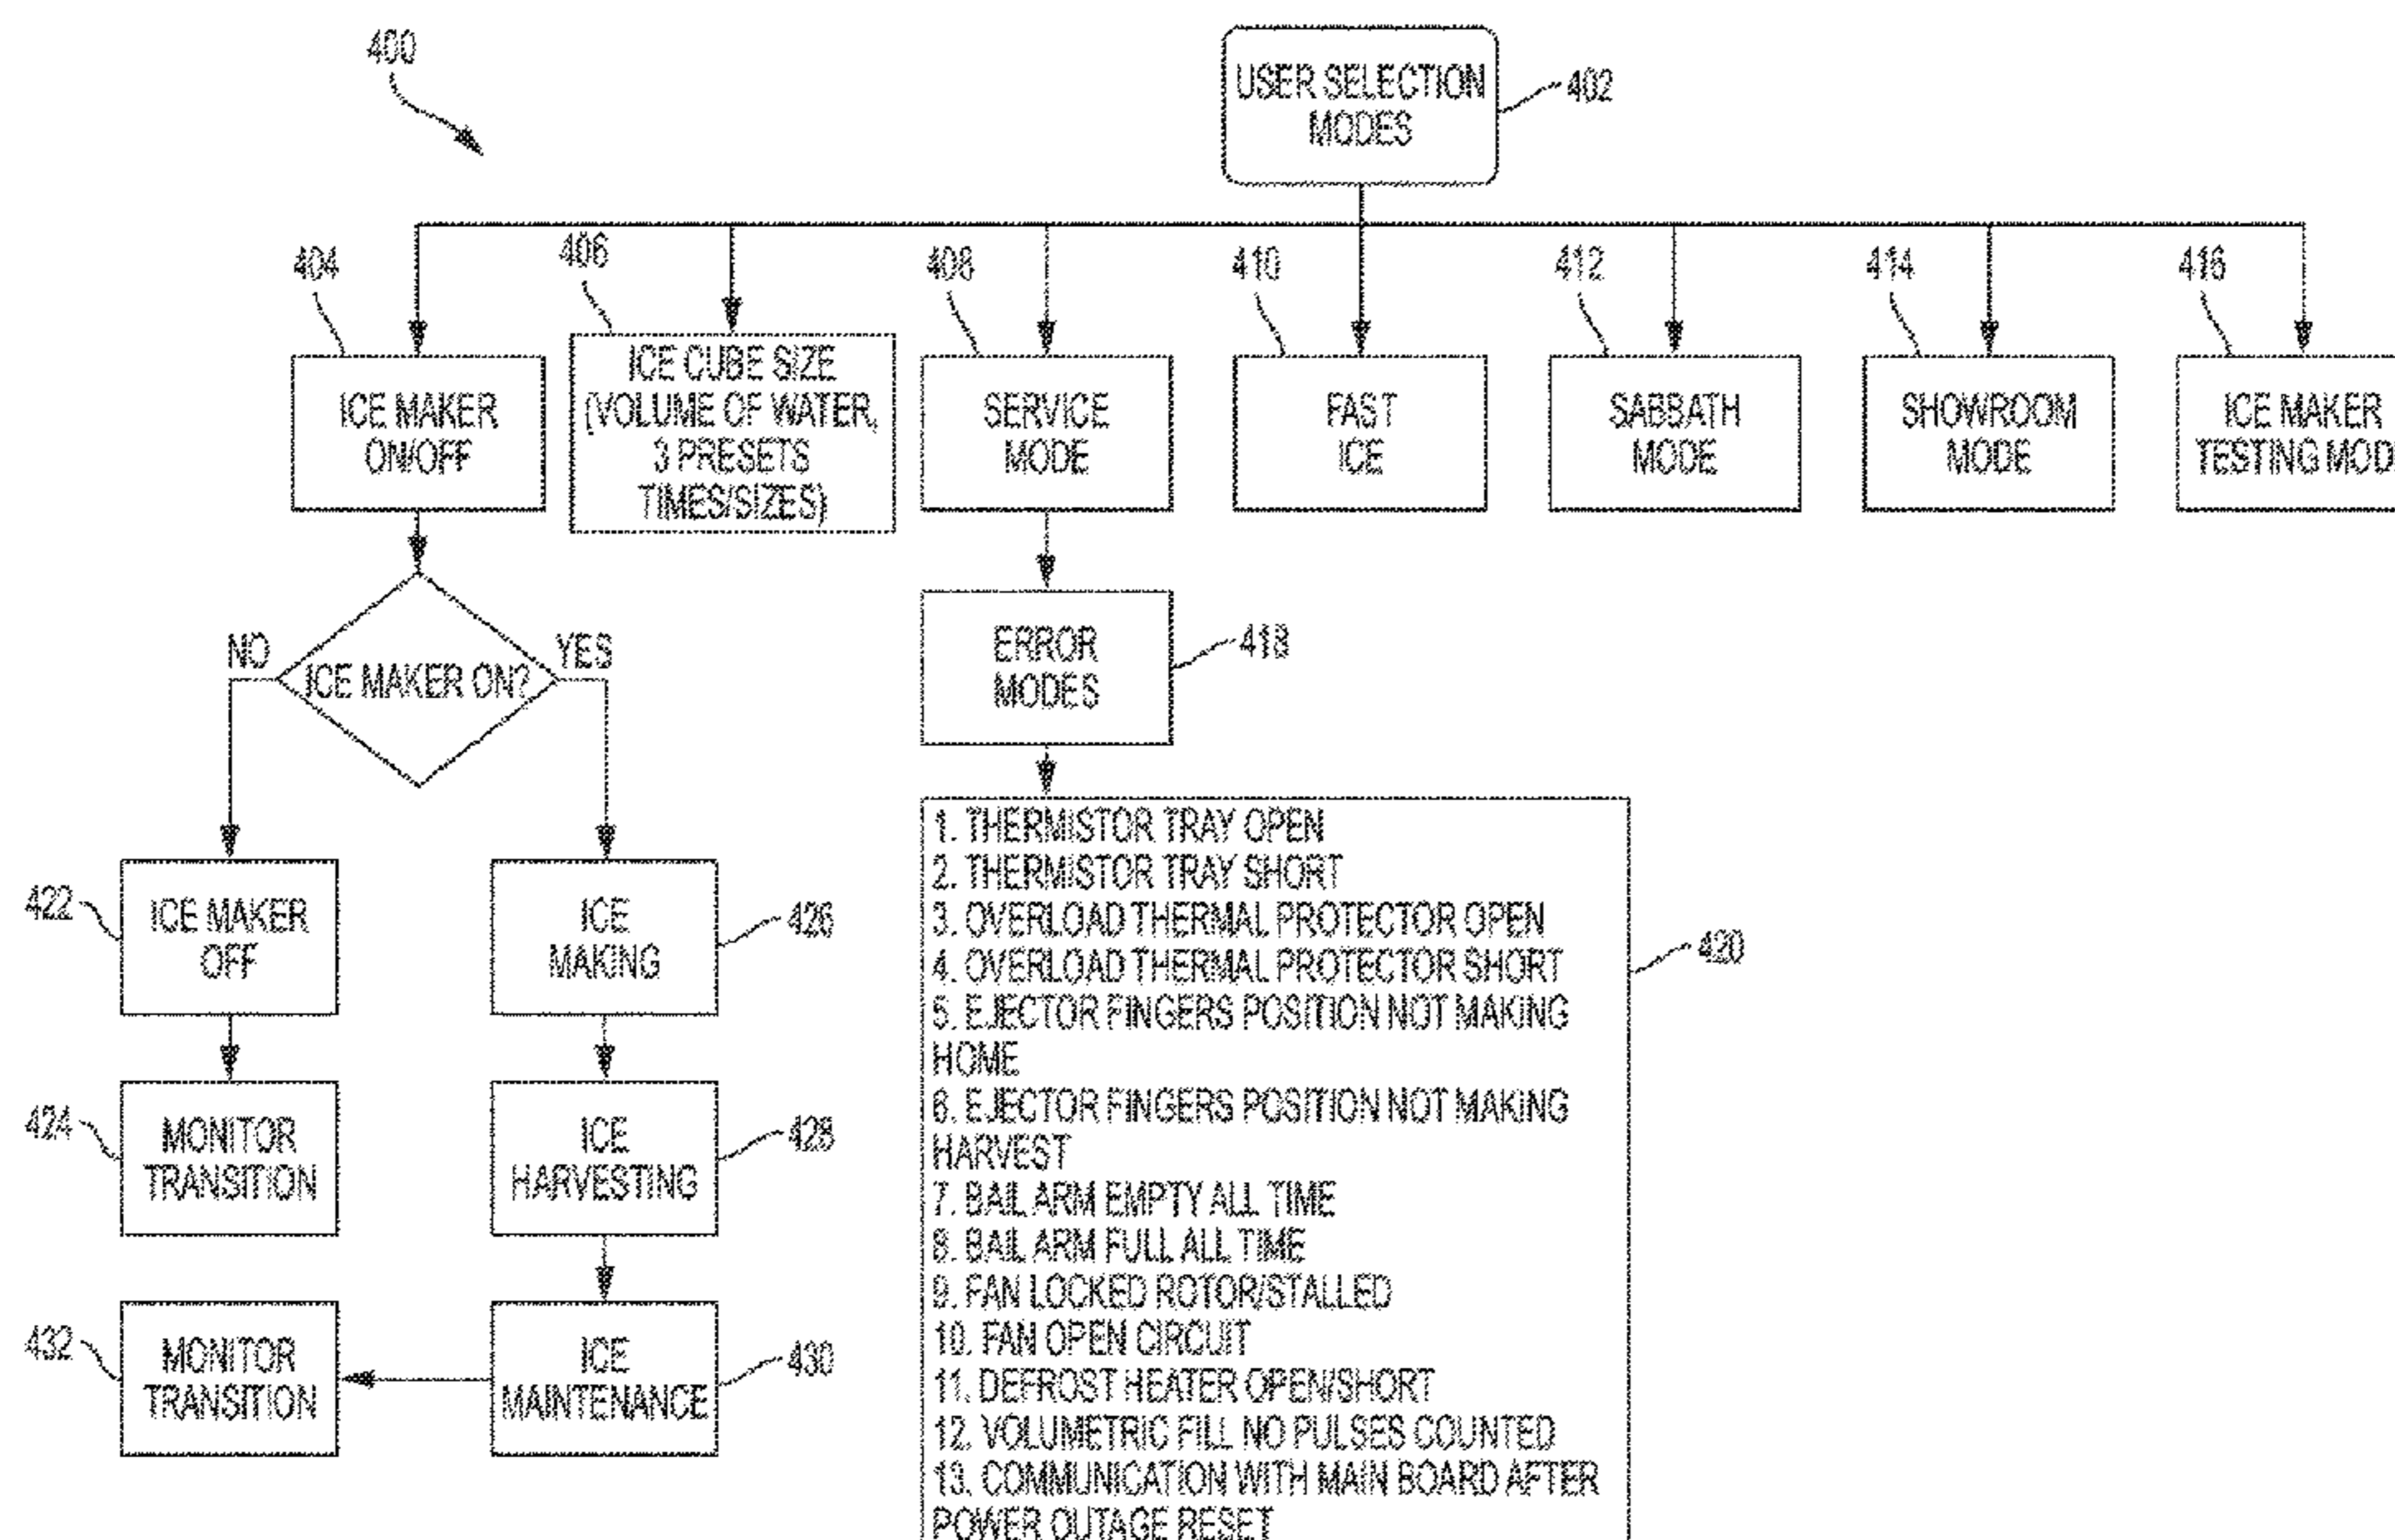 400
USER SELECTION
MODES
402
404
406
408
410
412
414
416
ICE MAKER
ON/OFF
ICE CUBE SIZE
(VOLUME OF WATER,
3 PRESETS
TIMES/SIZES)
SERVICE
MODE
FAST
ICE
SABBATH
MODE
SHOWROOM
MODE
ICE MAKER
TESTING MOD
NO
YES
ICE MAKER ON?
ERROR
MODES
418
422
ICE MAKER
OFF
ICE
MAKING
426
424
MONITOR
TRANSITION
ICE
HARVESTING
428
432
MONITOR
TRANSITION
ICE
MAINTENANCE
430
1. THERMISTOR TRAY OPEN
2. THERMISTOR TRAY SHORT
3. OVERLOAD THERMAL PROTECTOR OPEN
4. OVERLOAD THERMAL PROTECTOR SHORT
5. EJECTOR FINGERS POSITION NOT MAKING
HOME
6. EJECTOR FINGERS POSITION NOT MAKING
HARVEST
7. BAIL ARM EMPTY ALL TIME
8. BAIL ARM FULL ALL TIME
9. FAN LOCKED ROTOR/STALLED
10. FAN OPEN CIRCUIT
11. DEFROST HEATER OPEN/SHORT
12. VOLUMETRIC FILL NO PULSES COUNTED
13. COMMUNICATION WITH MAIN BOARD AFTER
POWER OUTAGE RESET
420